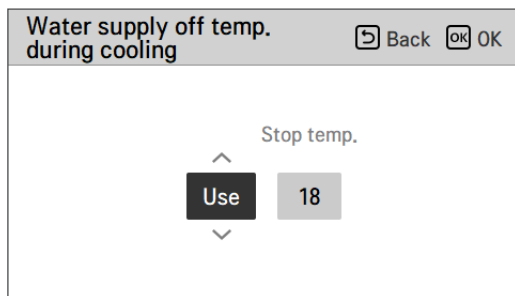 Water supply off temp.
during cooling
Back OK OK
Stop temp.
Use 18